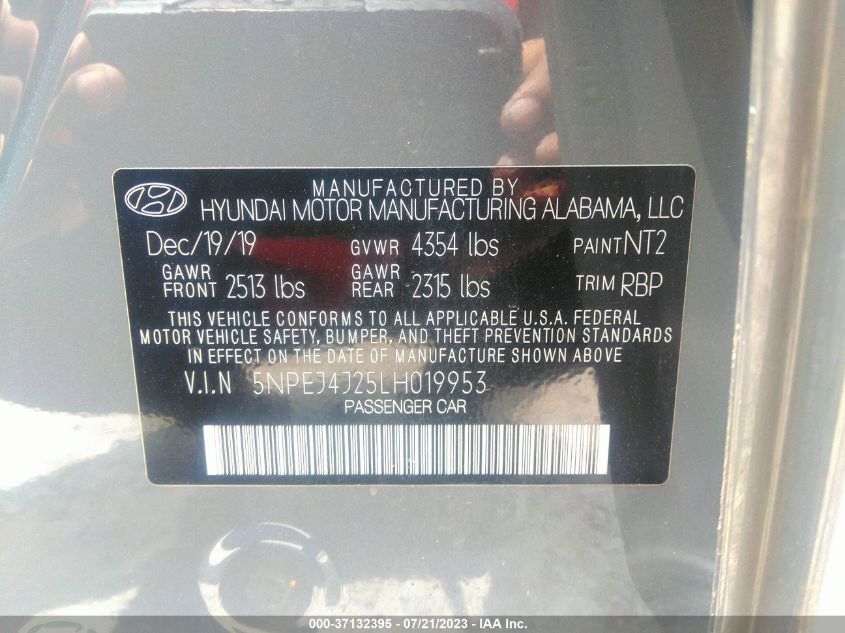 MANUFACTURED BY
HYUNDAI MOTOR MANUFACTURING ALABAMA, LLC
Dec/19/19 GVWR 4354 lbs PAINT NT2
GAWR FRONT 2513 lbs GAWR REAR 2315 lbs TRIM RBP
THIS VEHICLE CONFORMS TO ALL APPLICABLE U.S.A. FEDERAL
MOTOR VEHICLE SAFETY, BUMPER, AND THEFT PREVENTION STANDARDS
IN EFFECT ON THE DATE OF MANUFACTURE SHOWN ABOVE
V.I.N 5NPEJ4J25LH019953
PASSENGER CAR
000-37132395 - 07/21/2023 - © IAA Inc.